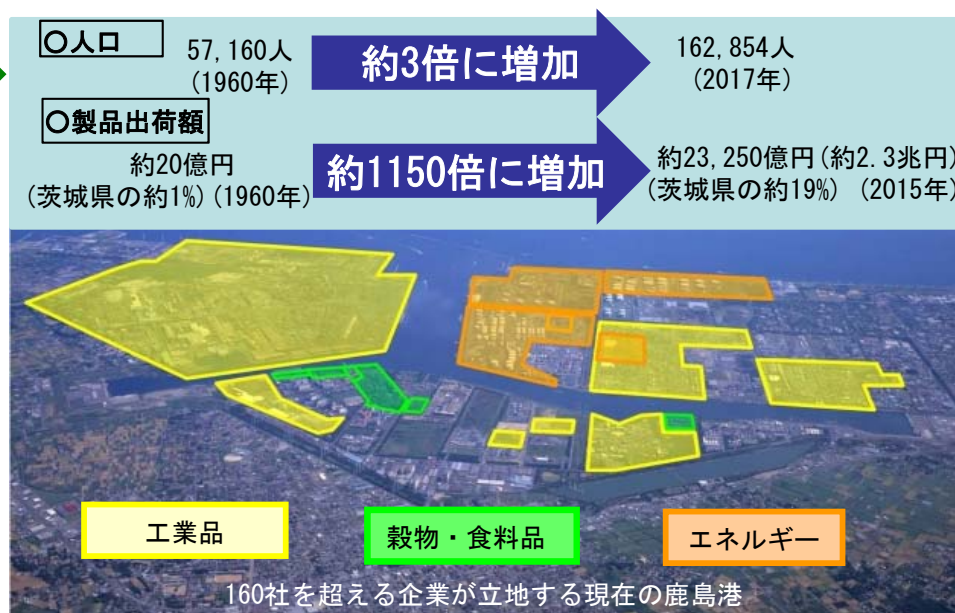 ○人口
57,160人
(1960年)
約3倍に増加
162,854人
(2017年)
○製品出荷額
約20億円
(茨城県の約1%)(1960年)
約1150倍に増加
約23,250億円(約2.3兆円)
(茨城県の約19%) (2015年)
工業品
穀物・食料品
エネルギー
160社を超える企業が立地する現在の鹿島港